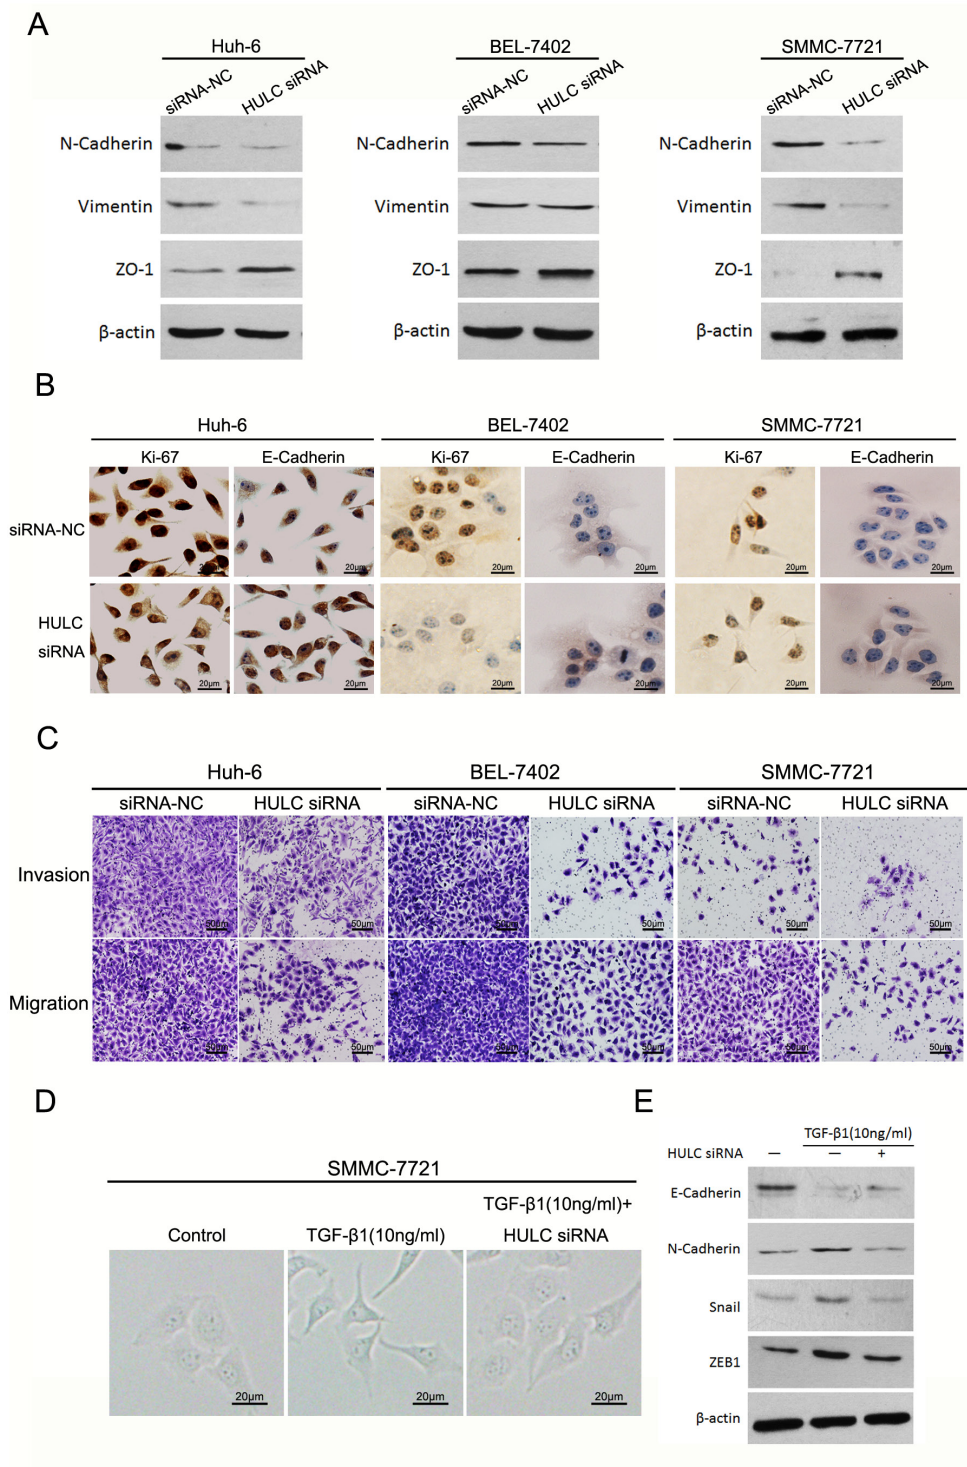 A
Huh-6 BEL-7402 SMMC-7721
siRNA-NC HULC siRNA siRNA-NC HULC siRNA siRNA-NC HULC siRNA
N-Cadherin N-Cadherin N-Cadherin
Vimentin Vimentin Vimentin
ZO-1 ZO-1 ZO-1
β-actin β-actin β-actin
B
Huh-6 BEL-7402 SMMC-7721
Ki-67 E-Cadherin Ki-67 E-Cadherin Ki-67 E-Cadherin
siRNA-NC
20μm 20μm 20μm 20μm 20μm 20μm
HULC
siRNA
20μm 20μm 20μm 20μm 20μm 20μm
C
Huh-6 BEL-7402 SMMC-7721
siRNA-NC HULC siRNA siRNA-NC HULC siRNA siRNA-NC HULC siRNA
Invasion
50μm 50μm 50μm 50μm 50μm 50μm
Migration
50μm 50μm 50μm 50μm 50μm 50μm
D
SMMC-7721
TGF-β1(10ng/ml)+
Control TGF-β1(10ng/ml) HULC siRNA
20μm 20μm 20μm
E
TGF-β1(10ng/ml)
HULC siRNA — — +
E-Cadherin
N-Cadherin
Snail
ZEB1
β-actin